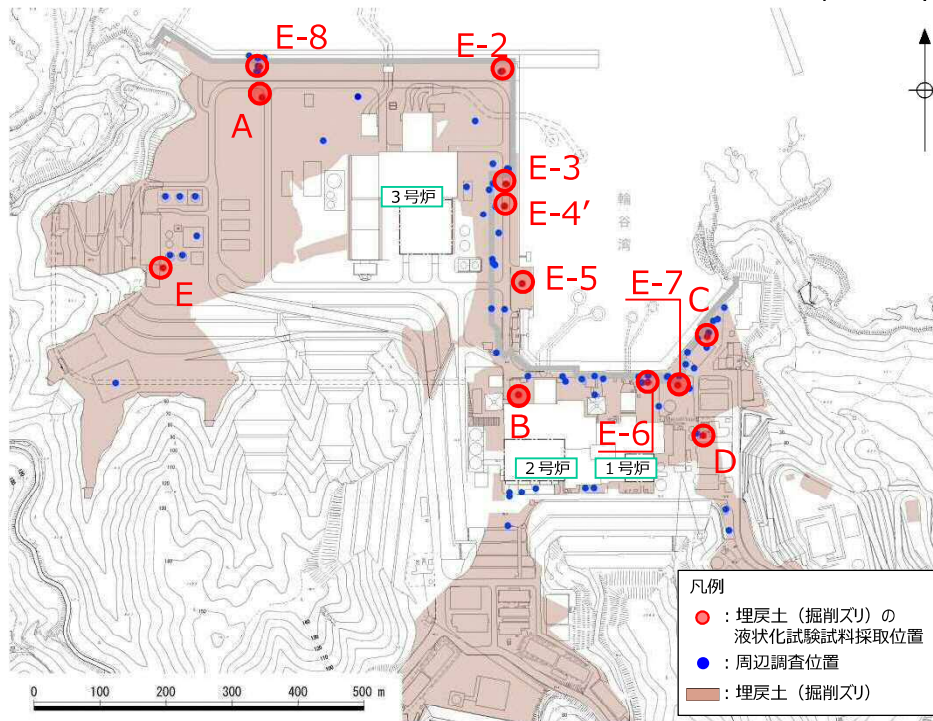 E-8
E-2
A
E-3
3号炉
E-4′
輪谷湾
E
E-5
E-7
C
B
E-6
D
2号炉
1号炉
凡例
：埋戻土（掘削ズリ）の
液状化試験試料採取位置
：周辺調査位置
：埋戻土（掘削ズリ）
0 100 200 300 400 500 m